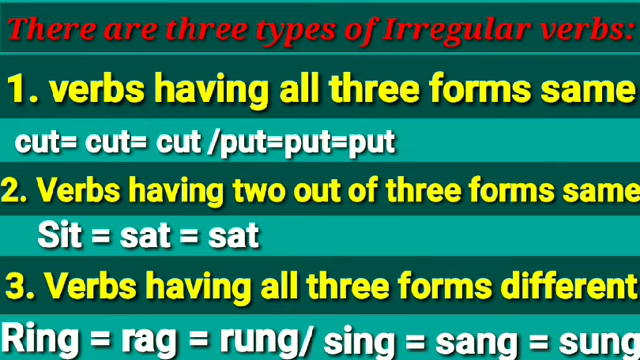 There are three types of Irregular verbs:
1. verbs having all three forms same
cut= cut= cut /put=put=put
2. Verbs having two out of three forms same
Sit = sat = sat
3. Verbs having all three forms different
Ring = rag = rung/ sing = sang = sung